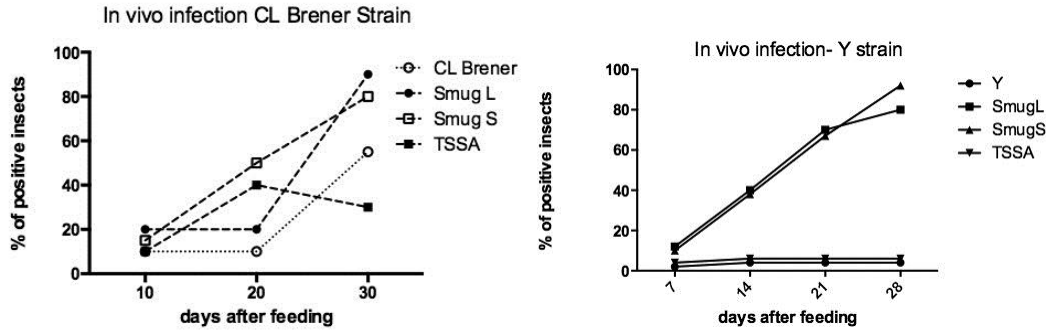 In vivo infection CL Brener Strain
% of positive insects
100
80
60
40
20
0
10
20
30
days after feeding
CL Brener
Smug L
Smug S
TSSA
In vivo infection- Y strain
% of positive insects
100
80
60
40
20
0
7
14
21
28
days after feeding
Y
SmugL
SmugS
TSSA